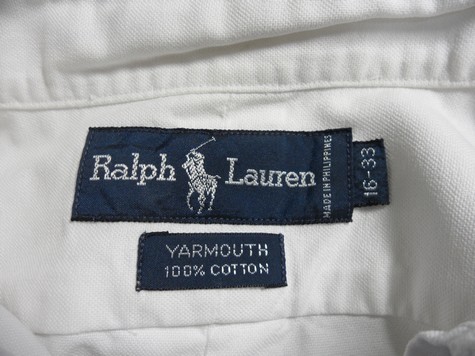 Ralph Lauren
MADE IN PHILIPPINES
16-33
YARMOUTH
100% COTTON